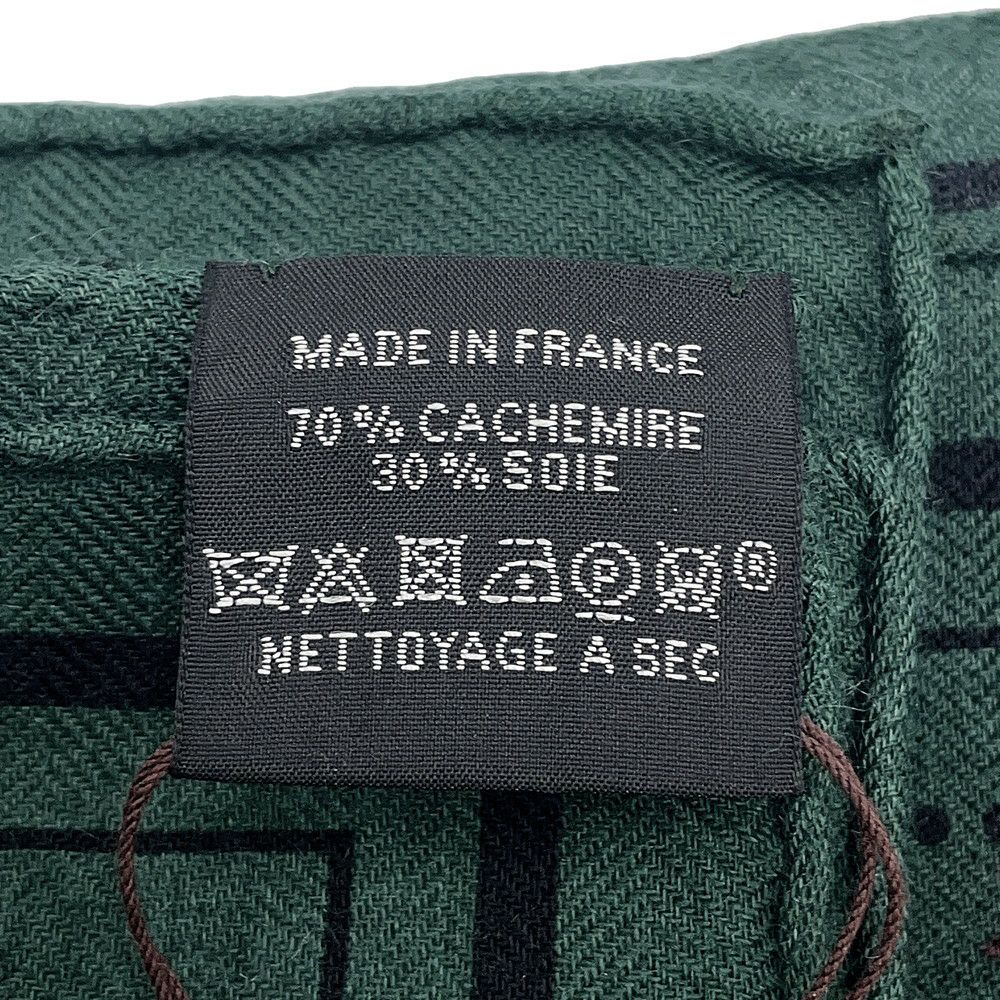 MADE IN FRANCE
70 % CACHEMIRE
30 % SOIE
P ®
NETTOYAGE A SEC